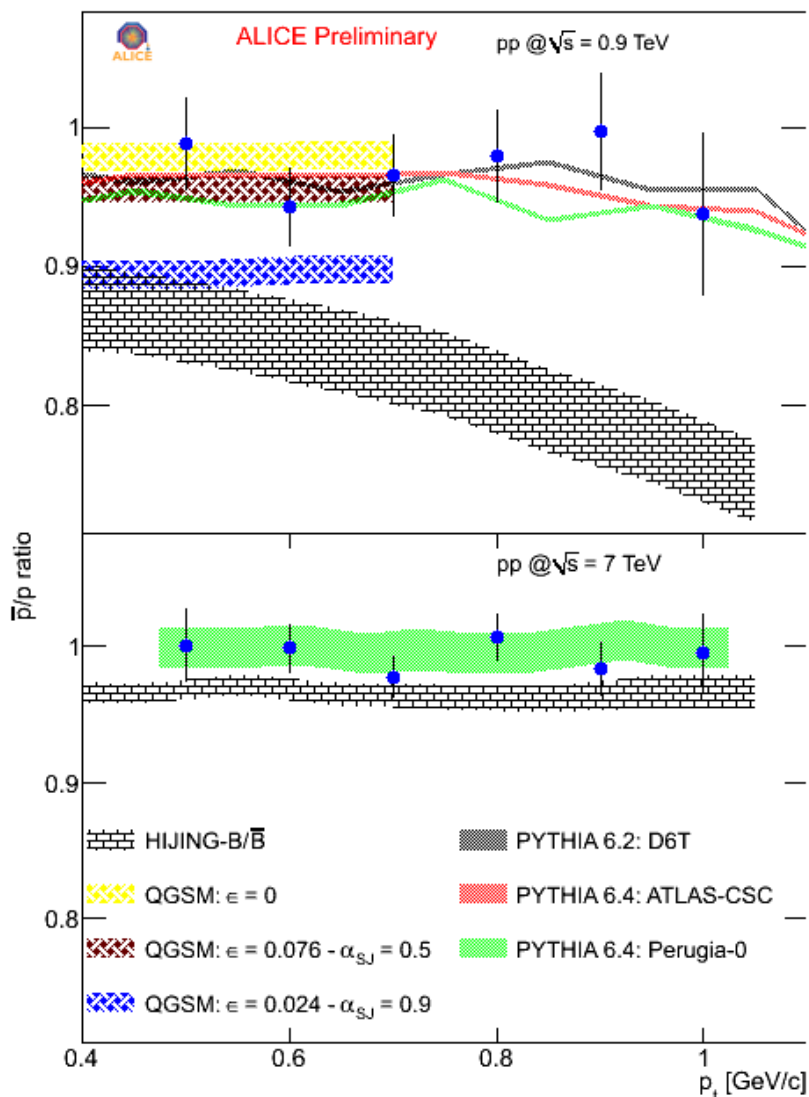 ALICE
ALICE Preliminary
pp @√s = 0.9 TeV
1
0.9
0.8
p̅/p ratio
pp @√s = 7 TeV
1
0.9
0.8
HIJING-B/B̅
QGSM: ϵ = 0
QGSM: ϵ = 0.076 - α_SJ = 0.5
QGSM: ϵ = 0.024 - α_SJ = 0.9
PYTHIA 6.2: D6T
PYTHIA 6.4: ATLAS-CSC
PYTHIA 6.4: Perugia-0
0.4 0.6 0.8 1
p_t [GeV/c]